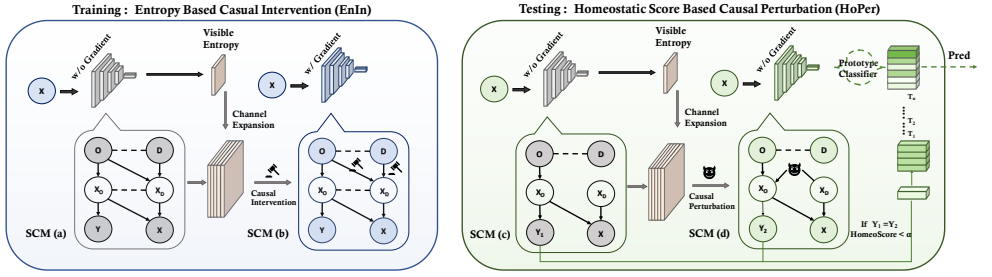 Training : Entropy Based Casual Intervention (EnIn)
w/o Gradient
Visible
Entropy
w/ Gradient
X
X
Channel
Expansion
O
D
X_O
X_D
Y
X
SCM (a)
Causal
Intervention
O
D
X_O
X_D
Y
X
SCM (b)
Testing : Homeostatic Score Based Causal Perturbation (HoPer)
w/o Gradient
Visible
Entropy
w/o Gradient
X
X
Prototype
Classifier
Pred
Channel
Expansion
T_n
T_2
T_1
O
D
X_O
X_D
Y_1
X
SCM (c)
Causal
Perturbation
O
D
X_D
X_D
Y_2
X
SCM (d)
If Y_1 =Y_2
HomeoScore < α